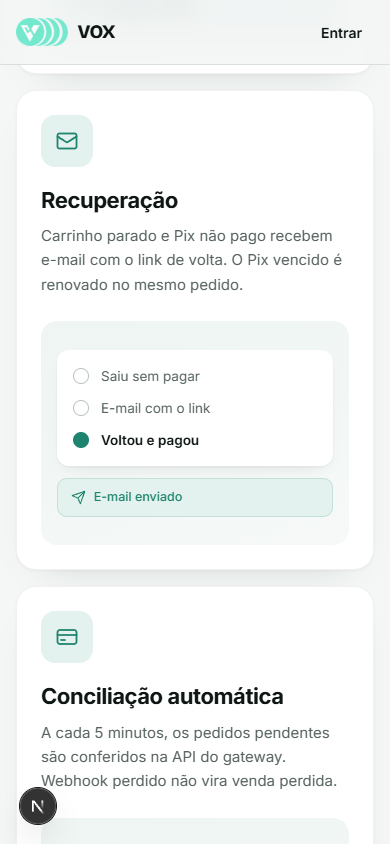 VOX
Entrar
Recuperação
Carrinho parado e Pix não pago recebem
e-mail com o link de volta. O Pix vencido é
renovado no mesmo pedido.
Saiu sem pagar
E-mail com o link
Voltou e pagou
E-mail enviado
Conciliação automática
A cada 5 minutos, os pedidos pendentes
são conferidos na API do gateway.
Webhook perdido não vira venda perdida.
N